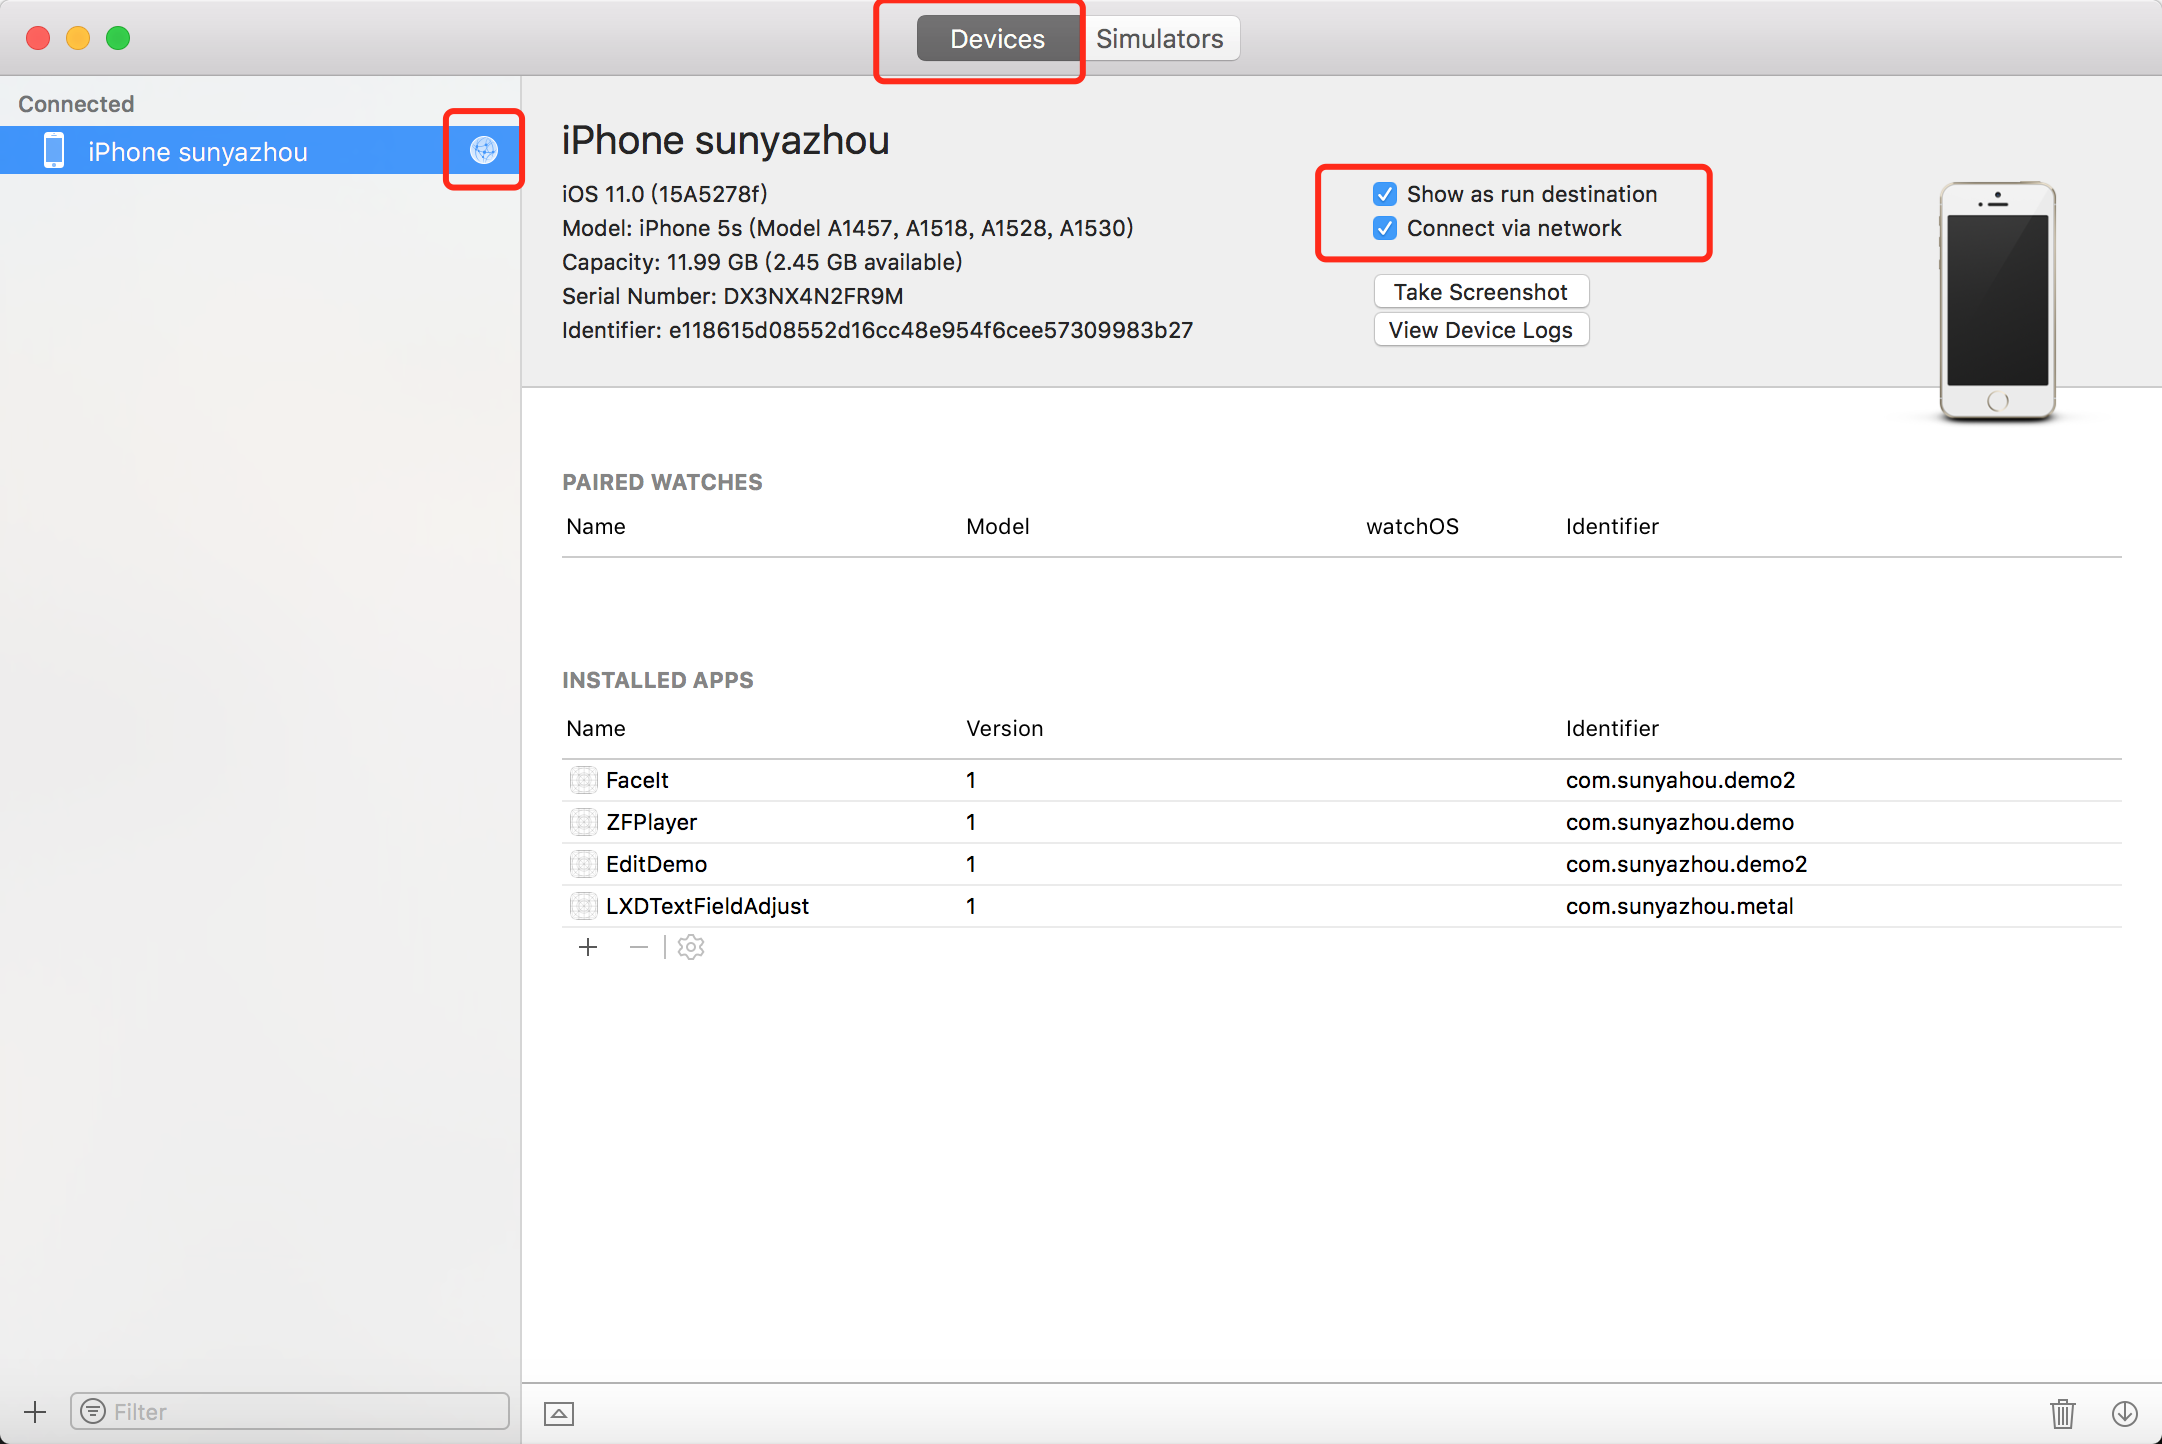 Devices
Simulators
Connected
iPhone sunyazhou
iPhone sunyazhou
iOS 11.0 (15A5278f)
Model: iPhone 5s (Model A1457, A1518, A1528, A1530)
Capacity: 11.99 GB (2.45 GB available)
Serial Number: DX3NX4N2FR9M
Identifier: e118615d08552d16cc48e954f6cee57309983b27
Show as run destination
Connect via network
Take Screenshot
View Device Logs
PAIRED WATCHES
Name Model watchOS Identifier
INSTALLED APPS
Name Version Identifier
FaceIt 1 com.sunyahou.demo2
ZFPlayer 1 com.sunyazhou.demo
EditDemo 1 com.sunyazhou.demo2
LXDTextFieldAdjust 1 com.sunyazhou.metal
Filter